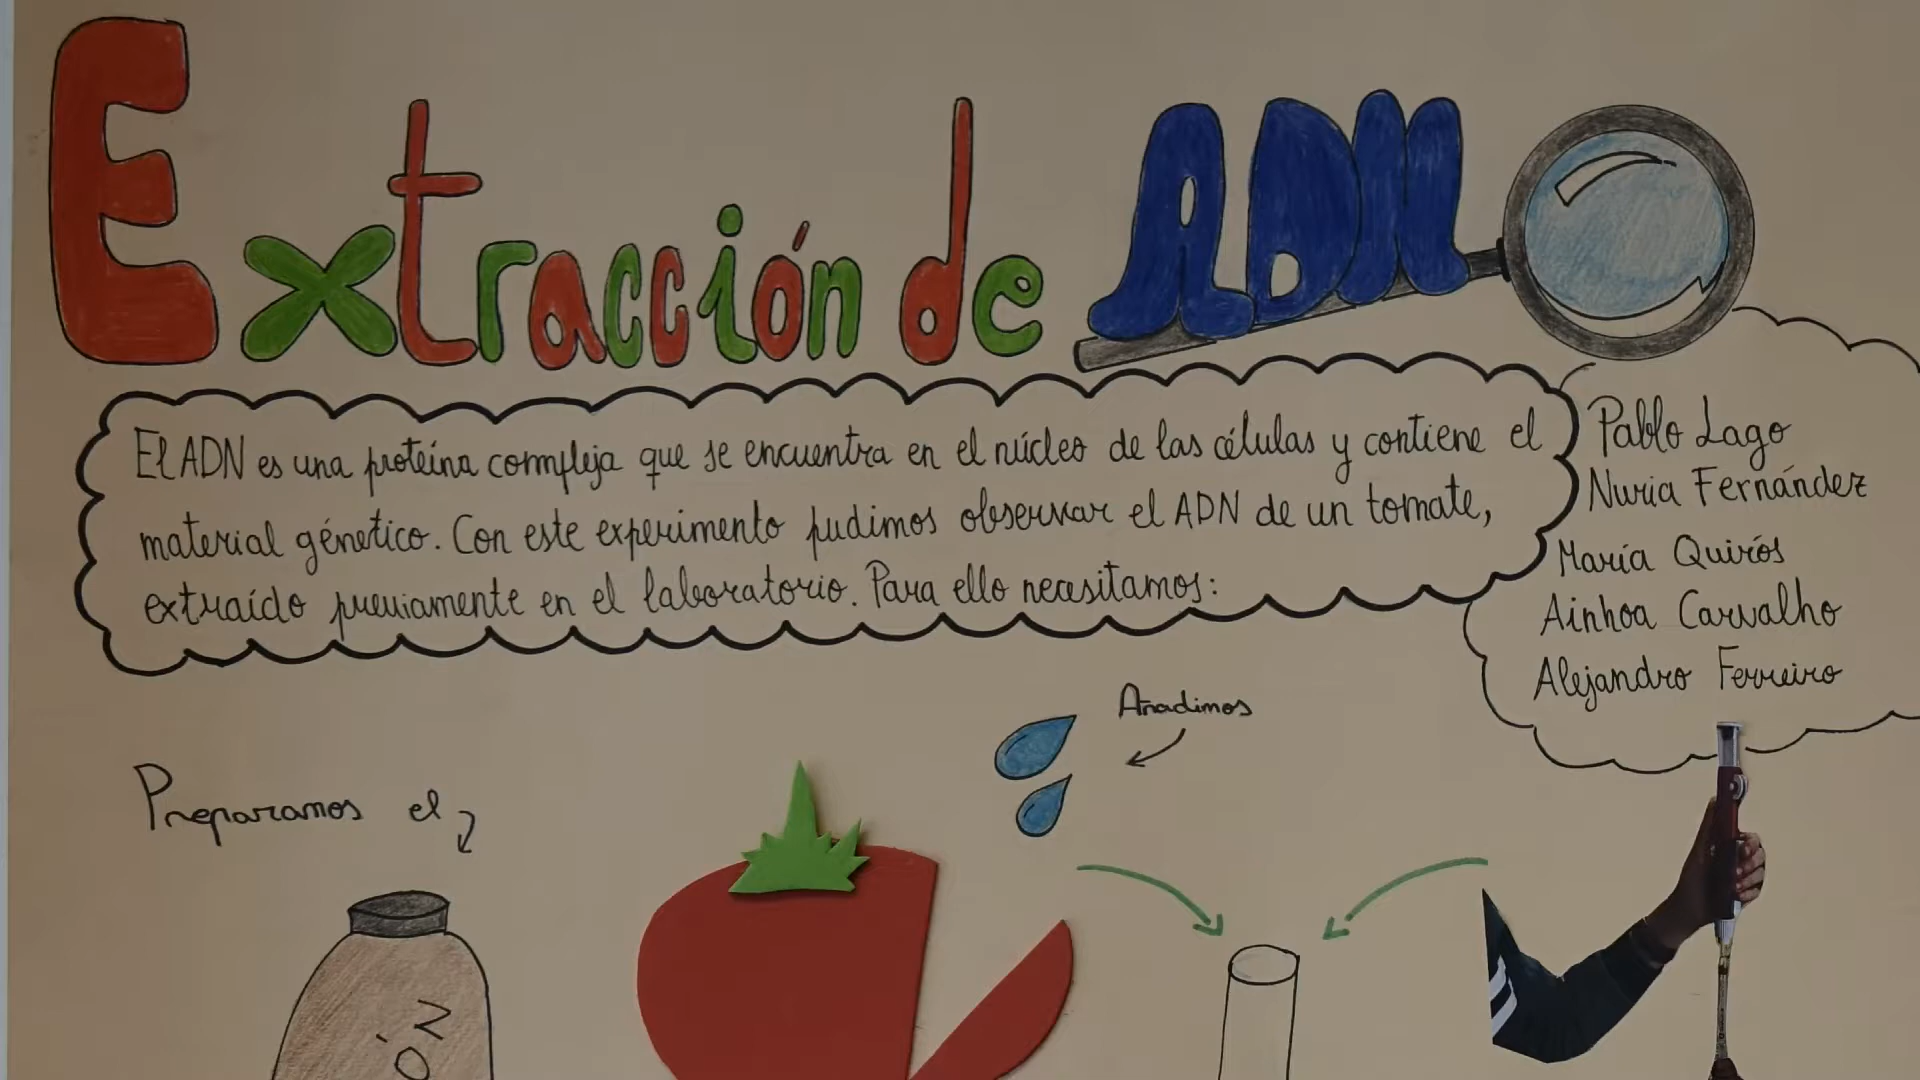 Extracción de ADN
El ADN es una proteína compleja que se encuentra en el núcleo de las células y contiene el
material génetico. Con este experimento pudimos observar el ADN de un tomate,
extraído previamente en el laboratorio. Para ello necesitamos:
Pablo Lago
Nuria Fernández
María Quirós
Ainhoa Carvalho
Alejandro Ferreiro
Añadimos
Preparamos el
ÓN